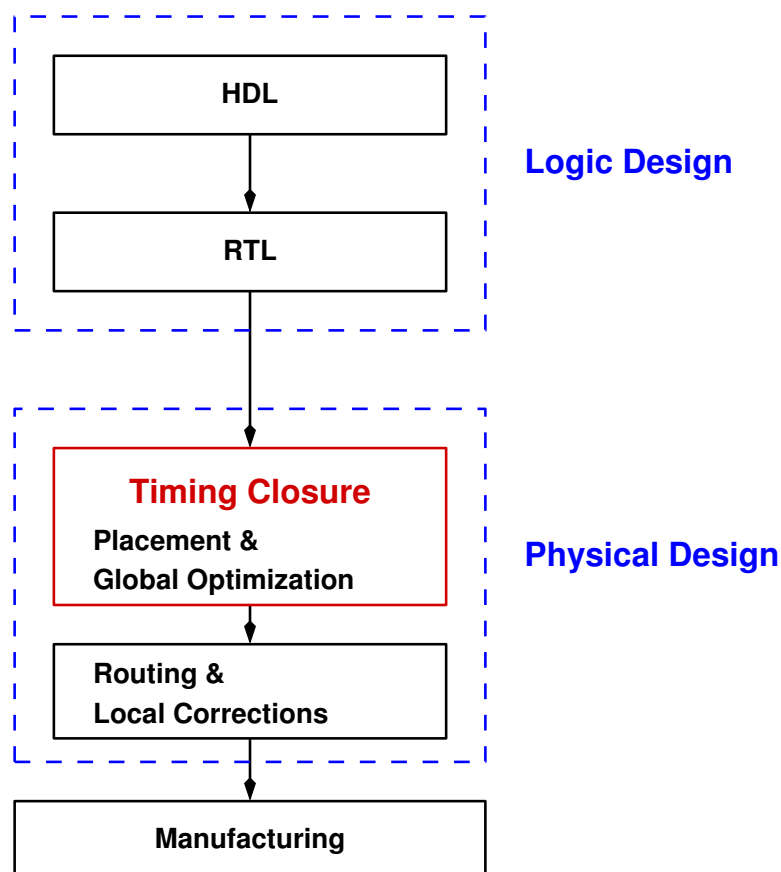 HDL
Logic Design
RTL
Timing Closure
Placement &
Global Optimization
Physical Design
Routing &
Local Corrections
Manufacturing